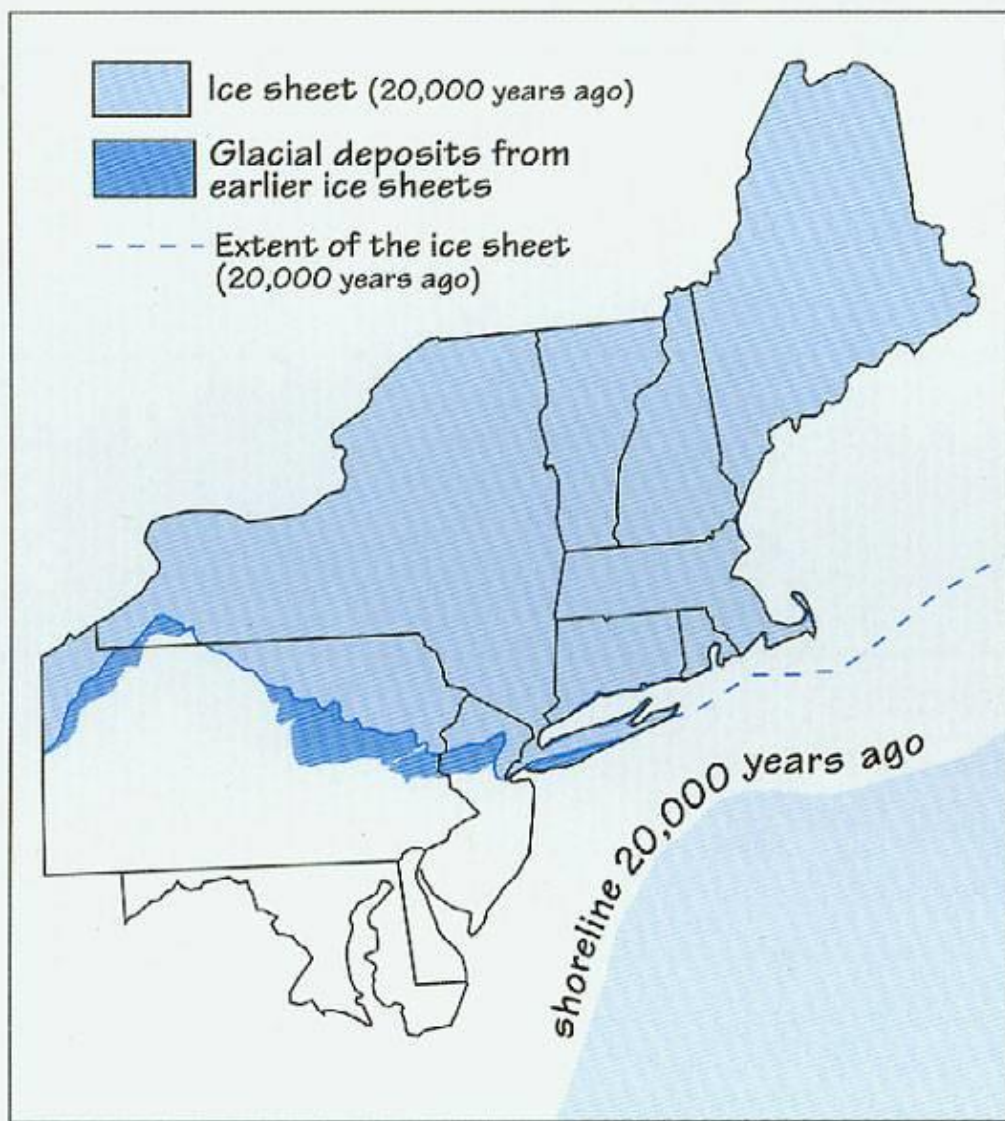 Ice sheet (20,000 years ago)
Glacial deposits from
earlier ice sheets
Extent of the ice sheet
(20,000 years ago)
shoreline 20,000 years ago